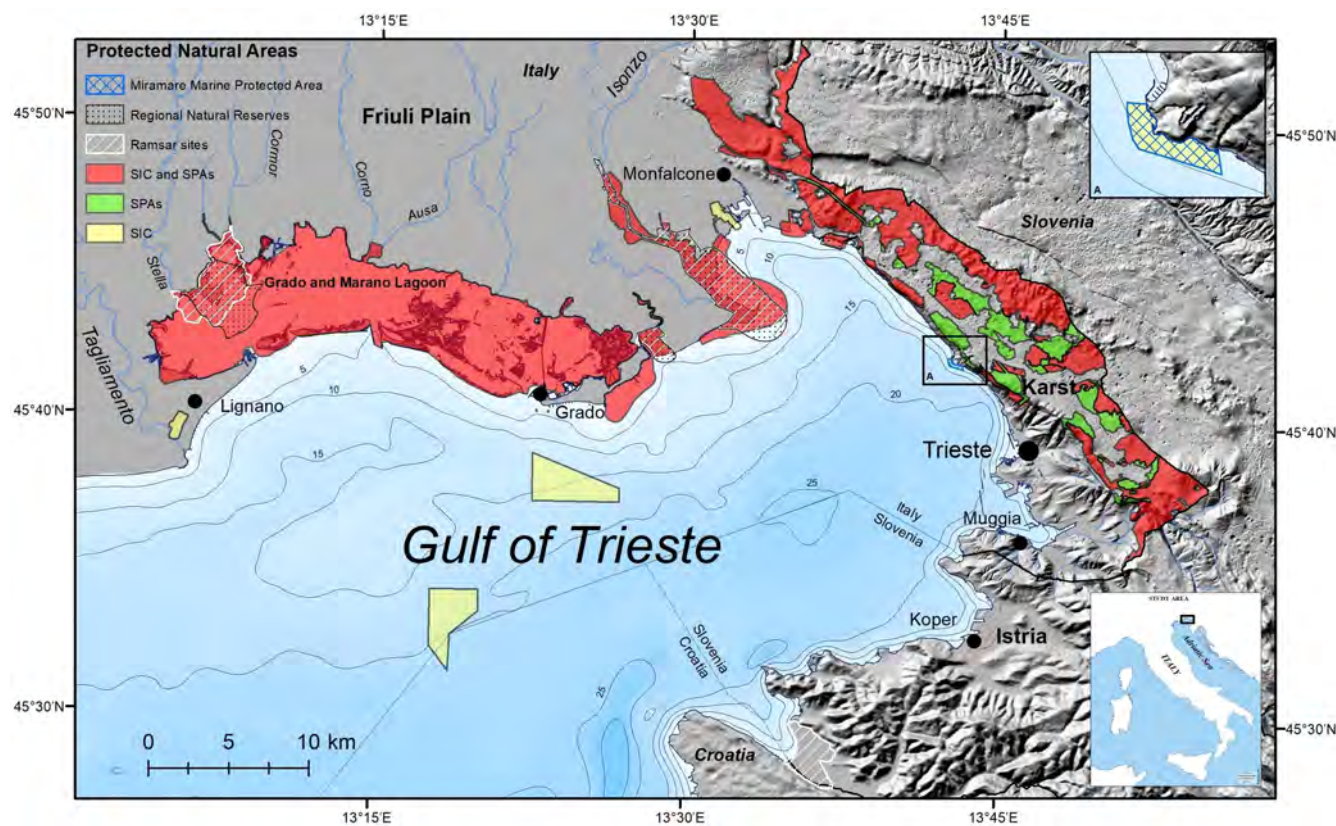 13°15'E
13°30'E
13°45'E
Protected Natural Areas
Miramare Marine Protected Area
Regional Natural Reserves
Ramsar sites
SIC and SPAs
SPAs
SIC
Italy
Isonzo
Friuli Plain
Cormor
Corno
Ausa
Stella
Tagliamento
Monfalcone
Slovenia
Grado and Marano Lagoon
Lignano
Grado
Karst
Trieste
Muggia
Koper
Istria
Gulf of Trieste
Italy
Slovenia
Slovenia
Croatia
Croatia
5
10
15
20
25
5
10
15
25
A
A
45°50'N
45°50'N
45°40'N
45°40'N
45°30'N
45°30'N
0 5 10 km
STUDY AREA
ITALY
Adriatic Sea
13°15'E
13°30'E
13°45'E